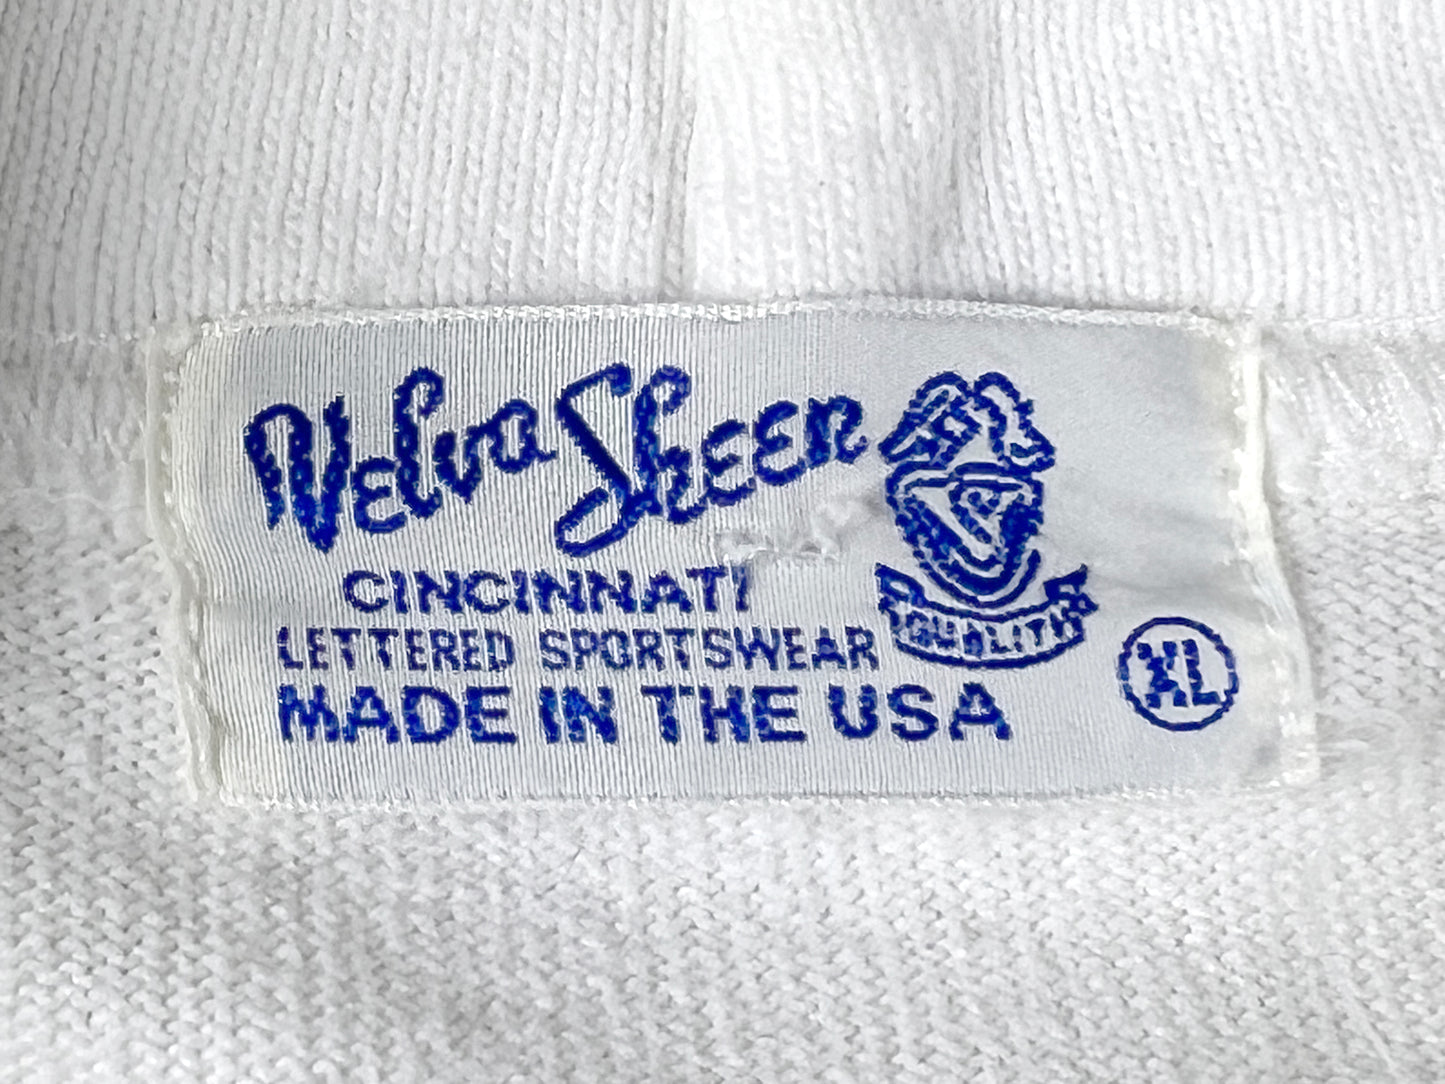 Velva Sheen
CINCINNATI
LETTERED SPORTSWEAR
MADE IN THE USA
QUALITY
XL